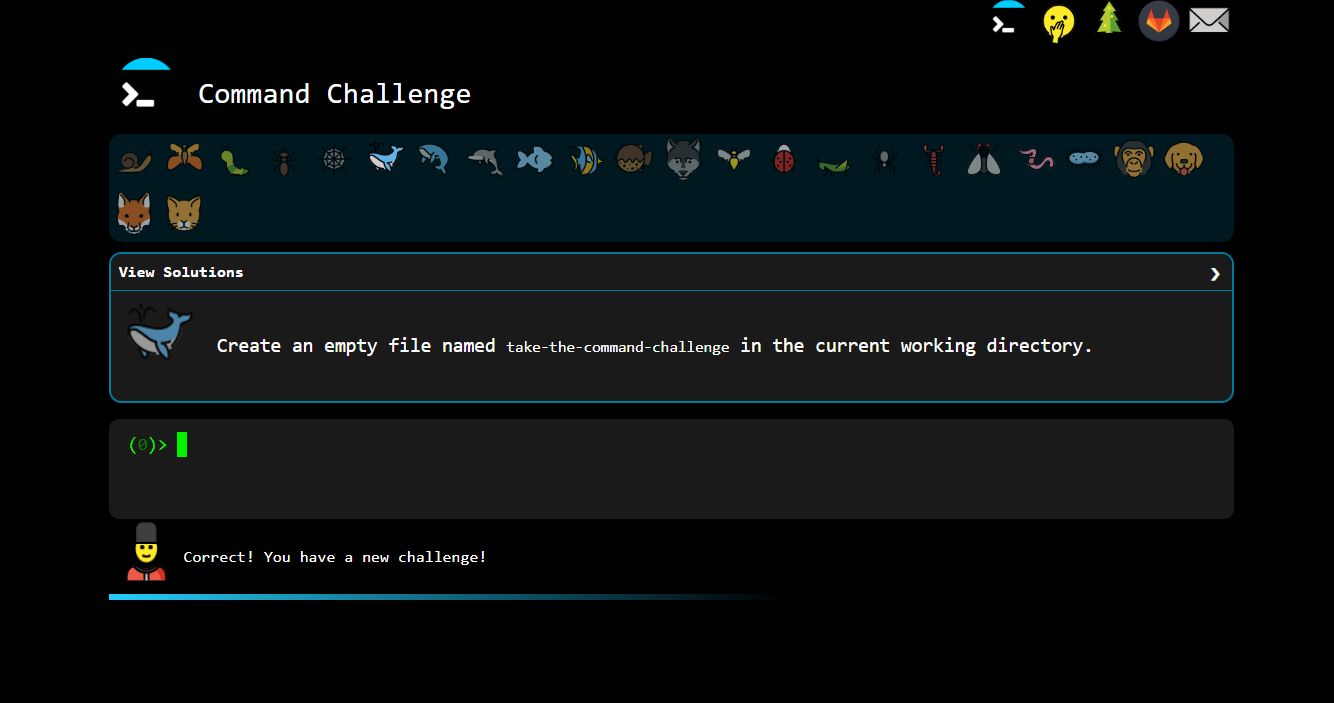 Command Challenge
View Solutions
Create an empty file named take-the-command-challenge in the current working directory.
(0)>
Correct! You have a new challenge!